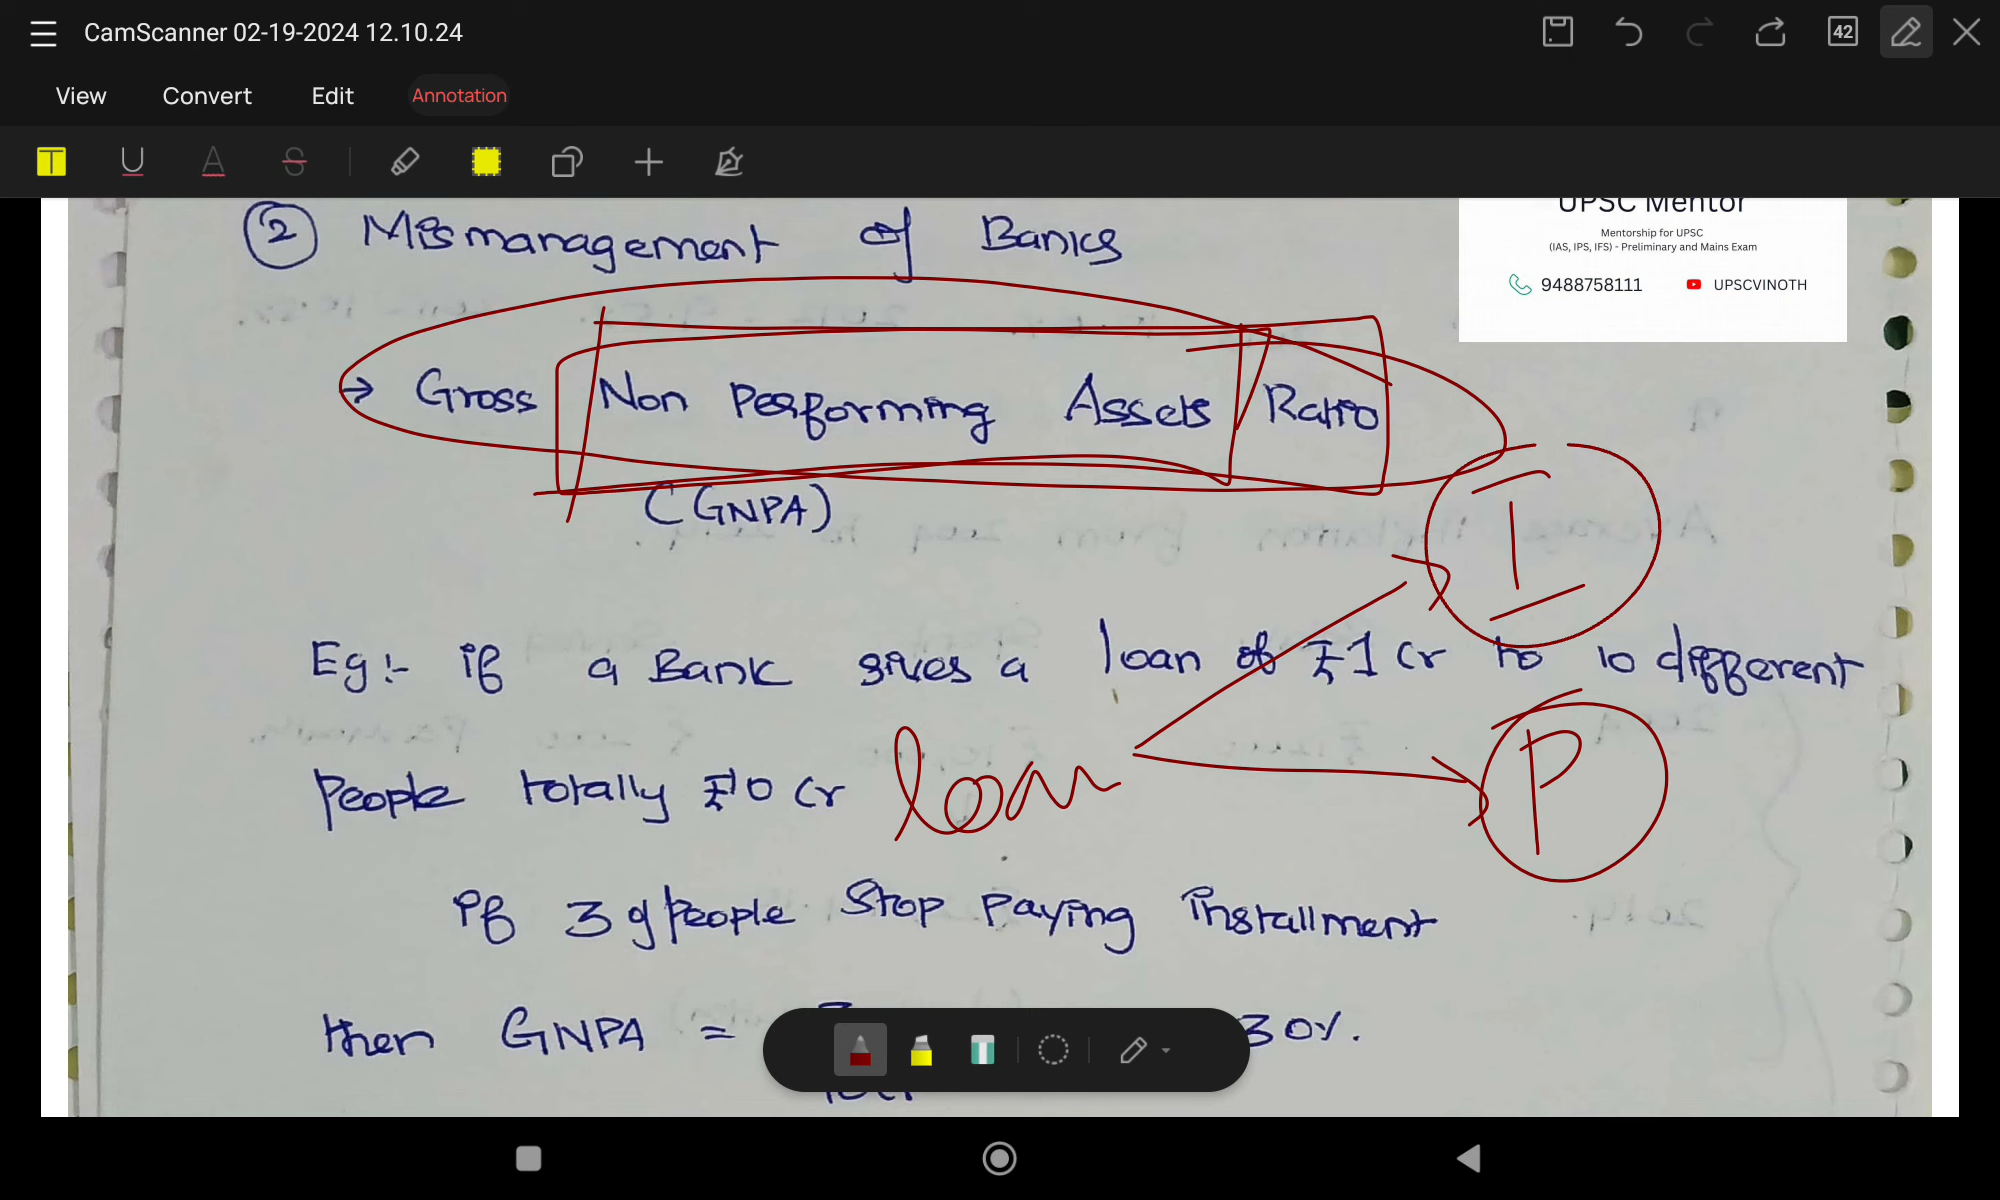 CamScanner 02-19-2024 12.10.24
42
View Convert Edit Annotation
UPSC Mentor
Mentorship for UPSC
(IAS, IPS, IFS) - Preliminary and Mains Exam
9488758111 UPSCVINOTH
2 Mismanagement of Banks
→ Gross Non Performing Assets Ratio
(GNPA)
I
Eg:- if a Bank gives a loan of ₹1 Cr to 10 different
People totally ₹10 Cr loan
P
if 3 people stop paying installment
then GNPA = 30%.